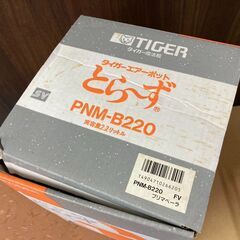 TIGER
タイガー魔法瓶
タイガーエアーポット
とら〜ず®
PNM-B220
実容量2.2リットル
FV
PNM-B220 FV
プリマベーラ